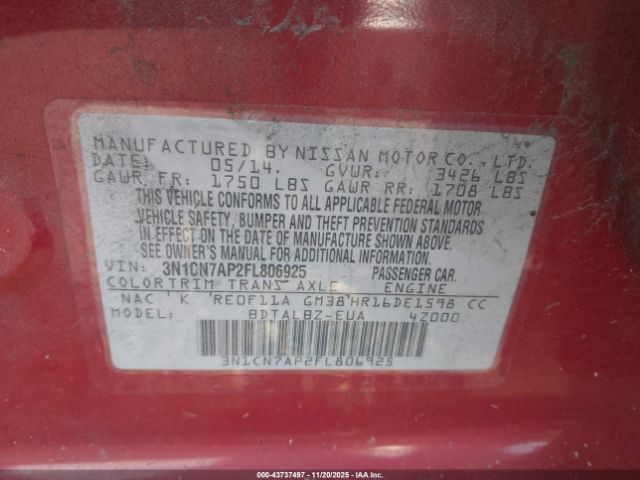 MANUFACTURED BY NISSAN MOTOR CO., LTD.
DATE: 05/14. GVWR: 3426 LBS
GAWR FR: 1750 LBS GAWR RR: 1708 LBS
THIS VEHICLE CONFORMS TO ALL APPLICABLE FEDERAL MOTOR
VEHICLE SAFETY, BUMPER AND THEFT PREVENTION STANDARDS
IN EFFECT ON THE DATE OF MANUFACTURE SHOWN ABOVE.
SEE OWNER'S MANUAL FOR ADDITIONAL INFORMATION
VIN: 3N1CN7AP2FL806925 PASSENGER CAR.
COLOR TRIM TRANS AXLE ENGINE
NAC K RE0F11A GM38 HR16DE1598 CC
MODEL: BDTALBZ-EUA 4Z000
3N1CN7AP2FL806925
000-43737497 - 11/20/2025 - IAA, Inc.